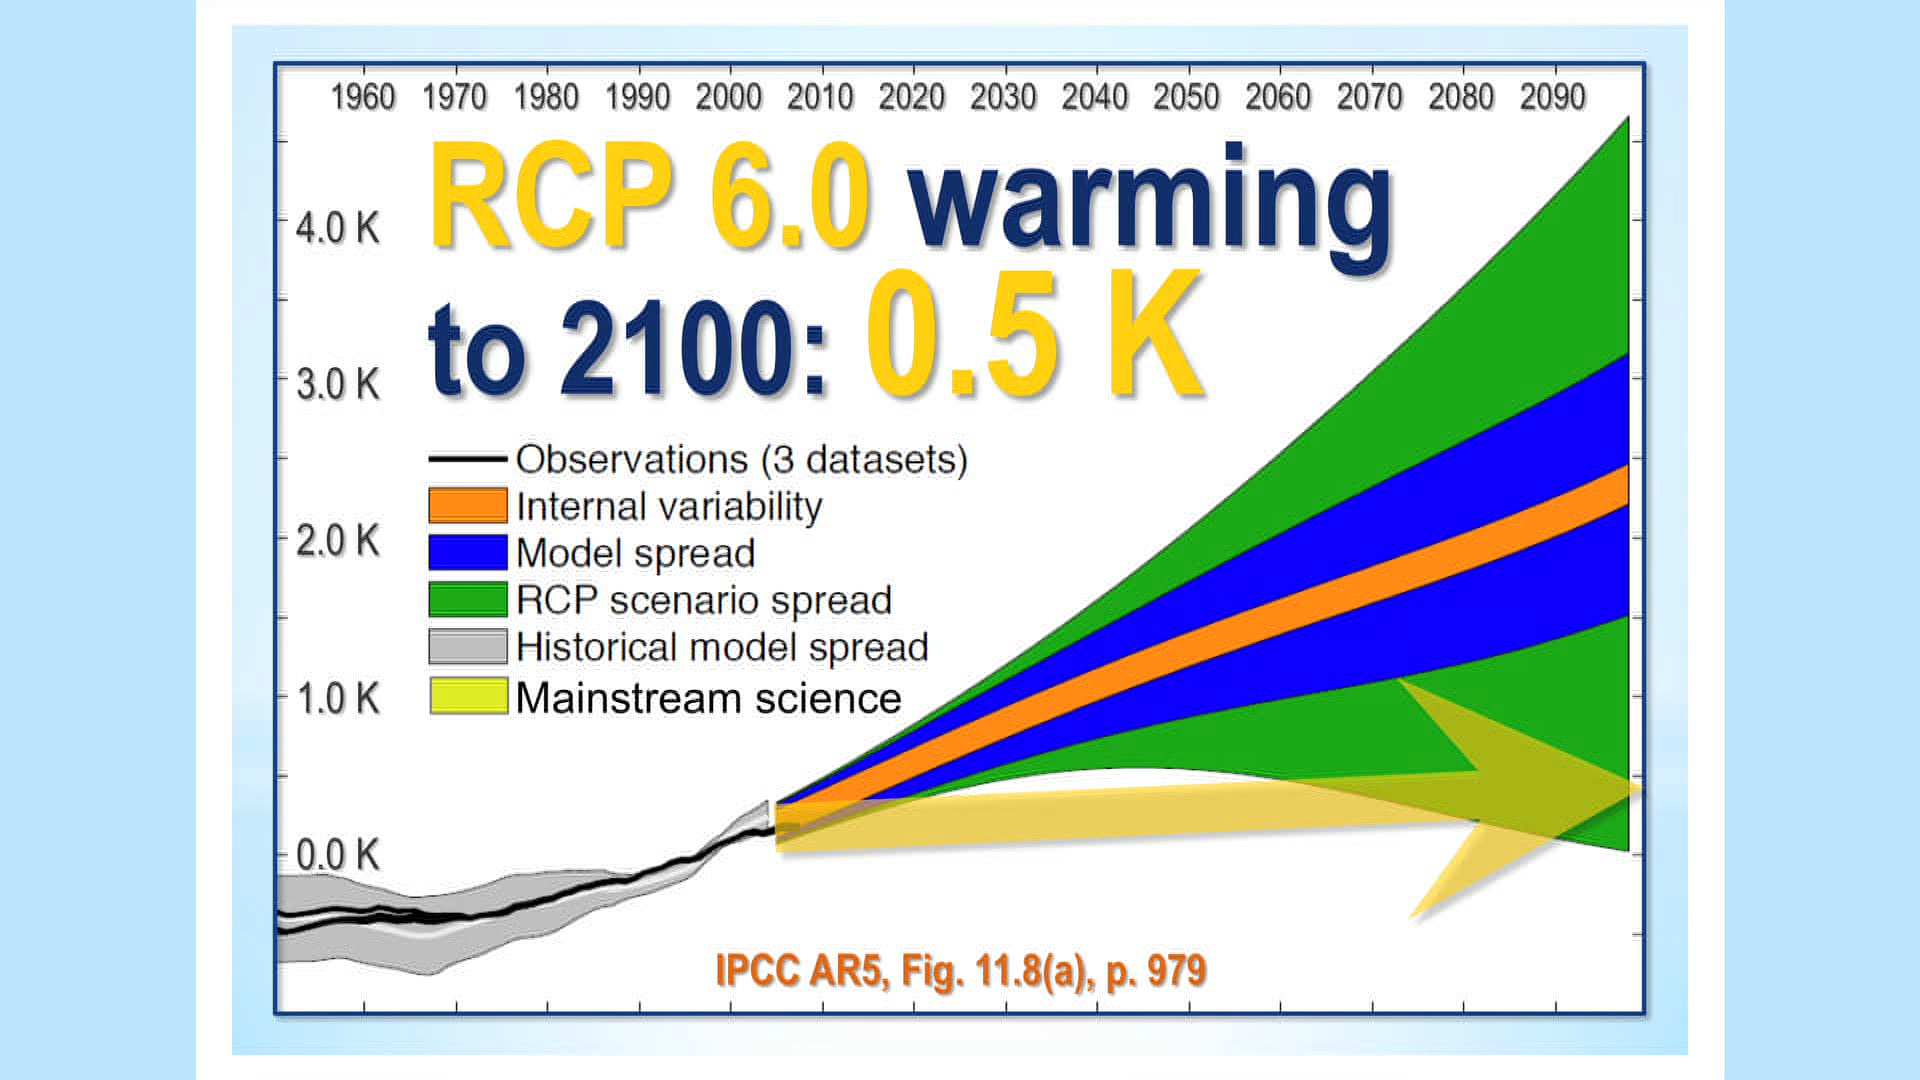 1960 1970 1980 1990 2000 2010 2020 2030 2040 2050 2060 2070 2080 2090
RCP 6.0 warming
to 2100: 0.5 K
4.0 K
3.0 K
2.0 K
1.0 K
0.0 K
Observations (3 datasets)
Internal variability
Model spread
RCP scenario spread
Historical model spread
Mainstream science
IPCC AR5, Fig. 11.8(a), p. 979